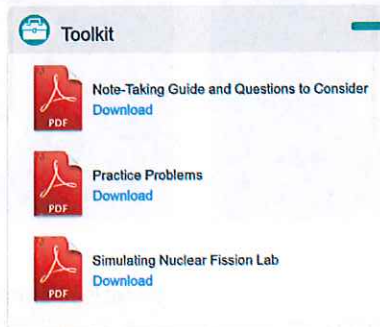 Toolkit
Note-Taking Guide and Questions to Consider
Download
PDF
Practice Problems
Download
PDF
Simulating Nuclear Fission Lab
Download
PDF